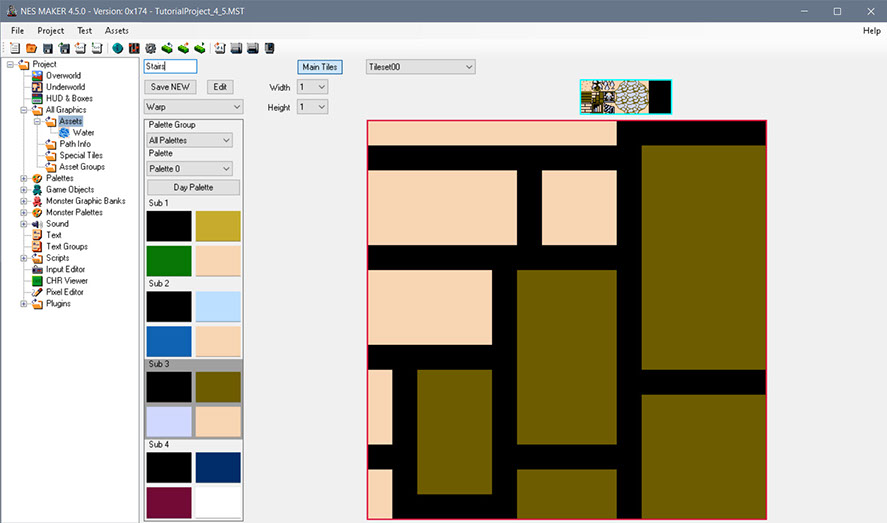 NES MAKER 4.5.0 - Version: 0x174 - TutorialProject_4_5.MST
File Project Test Assets Help
Project
Overworld
Underworld
HUD & Boxes
All Graphics
Assets
Water
Path Info
Special Tiles
Asset Groups
Palettes
Game Objects
Monster Graphic Banks
Monster Palettes
Sound
Text
Text Groups
Scripts
Input Editor
CHR Viewer
Pixel Editor
Plugins
Stairs
Save NEW Edit
Warp
Palette Group
All Palettes
Palette
Palette 0
Day Palette
Sub 1
Sub 2
Sub 3
Sub 4
Main Tiles
Width 1
Height 1
Tileset00